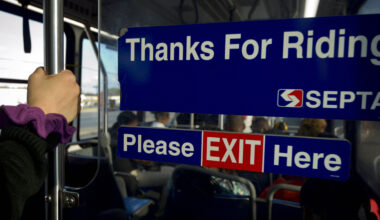 Thanks For Riding
SEPTA
Please EXIT Here